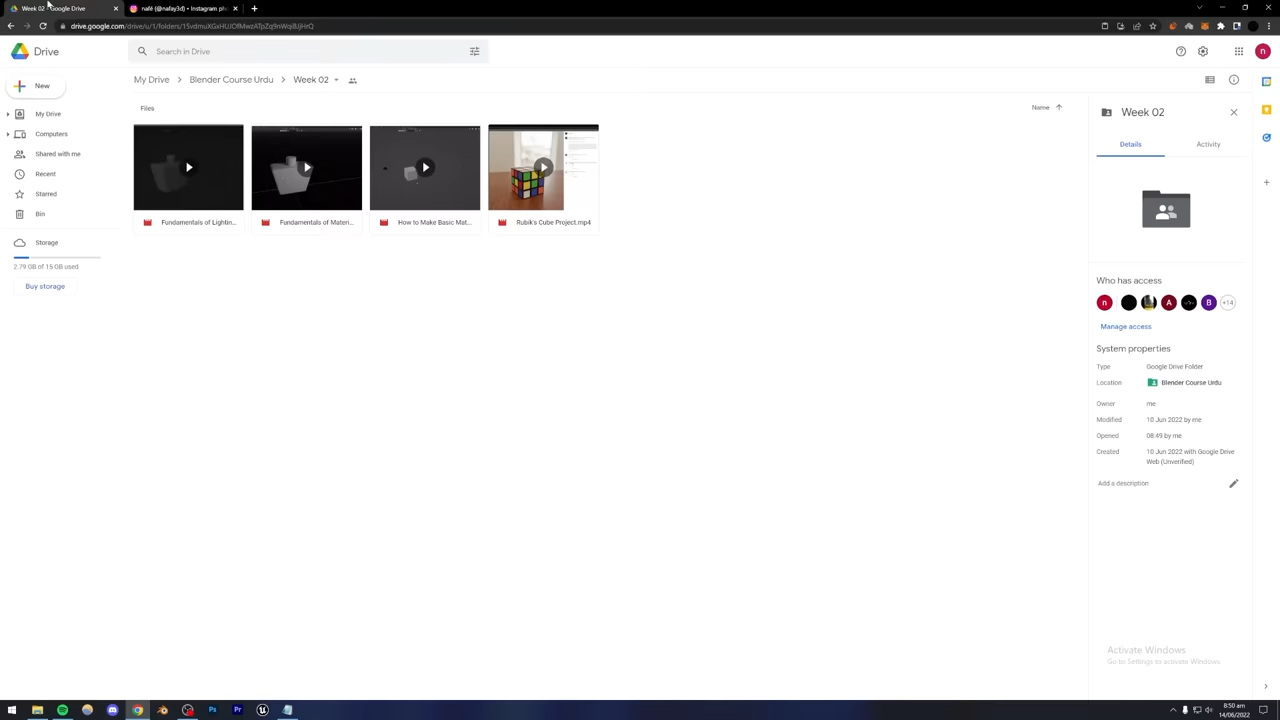 Week 02 - Google Drive
nafé (@nafay3d) • Instagram ph
Drive
Search in Drive
New
My Drive
Computers
Shared with me
Recent
Starred
Bin
Storage
2.79 GB of 15 GB used
Buy storage
My Drive
Blender Course Urdu
Week 02
Files
Name
Fundamentals of Lightin...
Fundamentals of Materi...
How to Make Basic Mat...
Rubik's Cube Project.mp4
Week 02
Details
Activity
Who has access
n
A
B
+14
Manage access
System properties
Type
Google Drive Folder
Location
Blender Course Urdu
Owner
me
Modified
10 Jun 2022 by me
Opened
08:49 by me
Created
10 Jun 2022 with Google Drive
Web (Unverified)
Add a description
Activate Windows
Go to Settings to activate Windows.
8:50 am
14/06/2022